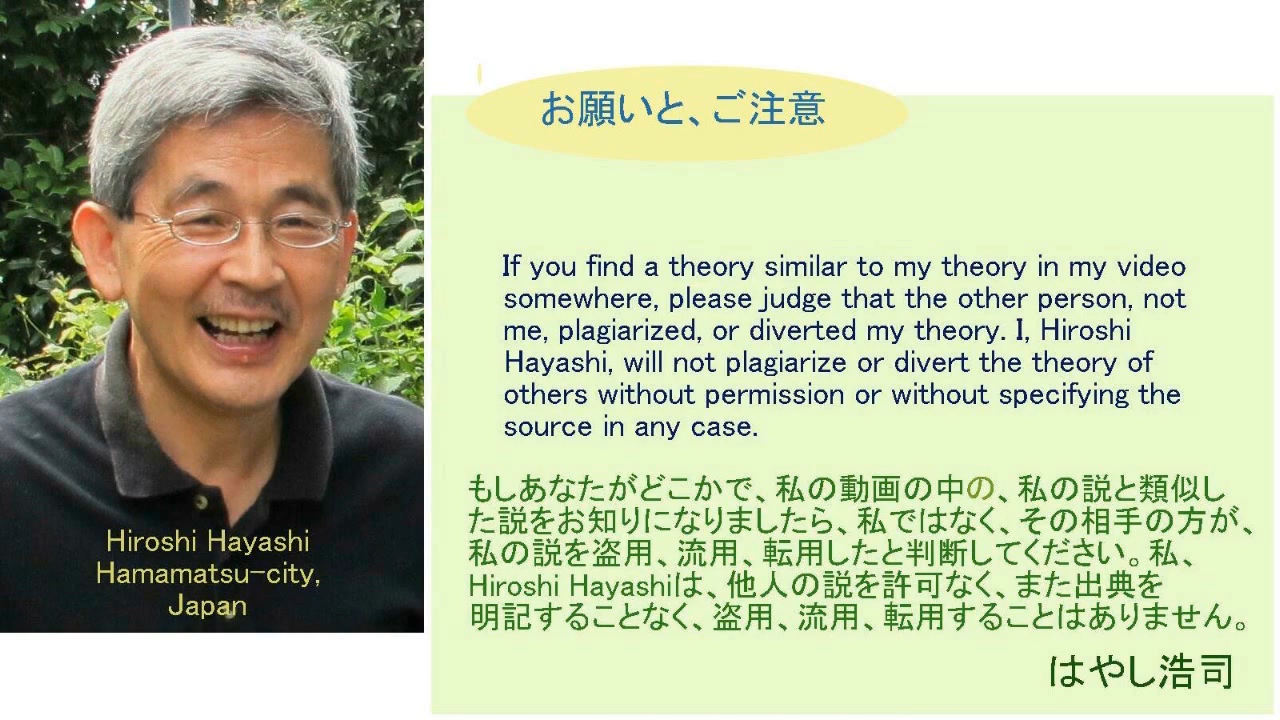 お願いと、ご注意
If you find a theory similar to my theory in my video
somewhere, please judge that the other person, not
me, plagiarized, or diverted my theory. I, Hiroshi
Hayashi, will not plagiarize or divert the theory of
others without permission or without specifying the
source in any case.
もしあなたがどこかで、私の動画の中の、私の説と類似し
た説をお知りになりましたら、私ではなく、その相手の方が、
私の説を盗用、流用、転用したと判断してください。私、
Hiroshi Hayashiは、他人の説を許可なく、また出典を
明記することなく、盗用、流用、転用することはありません。
はやし浩司
Hiroshi Hayashi
Hamamatsu-city,
Japan